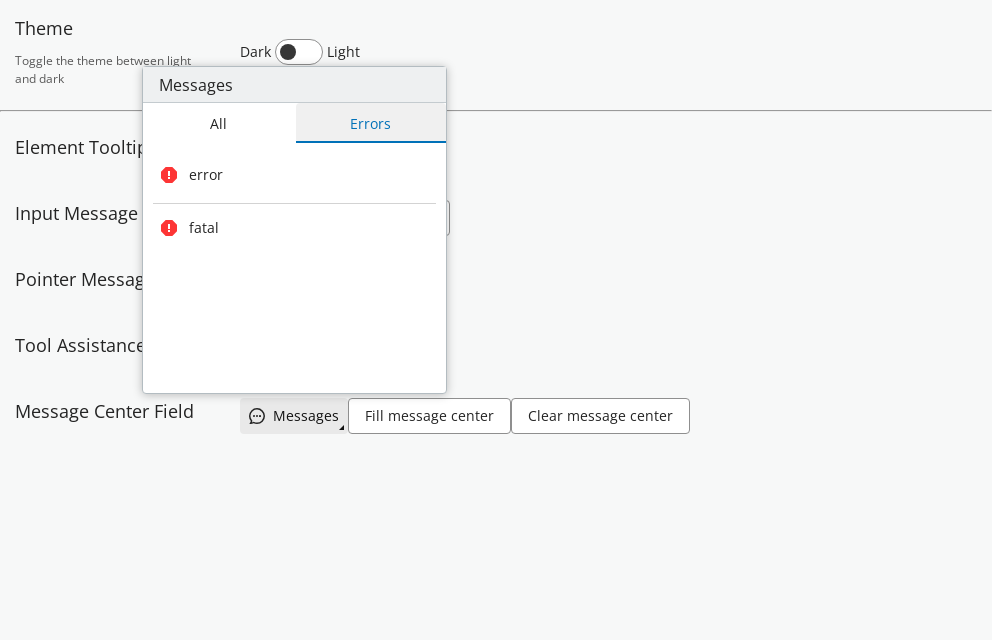 Theme
Toggle the theme between light
and dark
Dark
Light
Messages
All
Errors
error
fatal
Element Tooltip
Input Message
Pointer Messag
Tool Assistance
Message Center Field
Messages
Fill message center
Clear message center